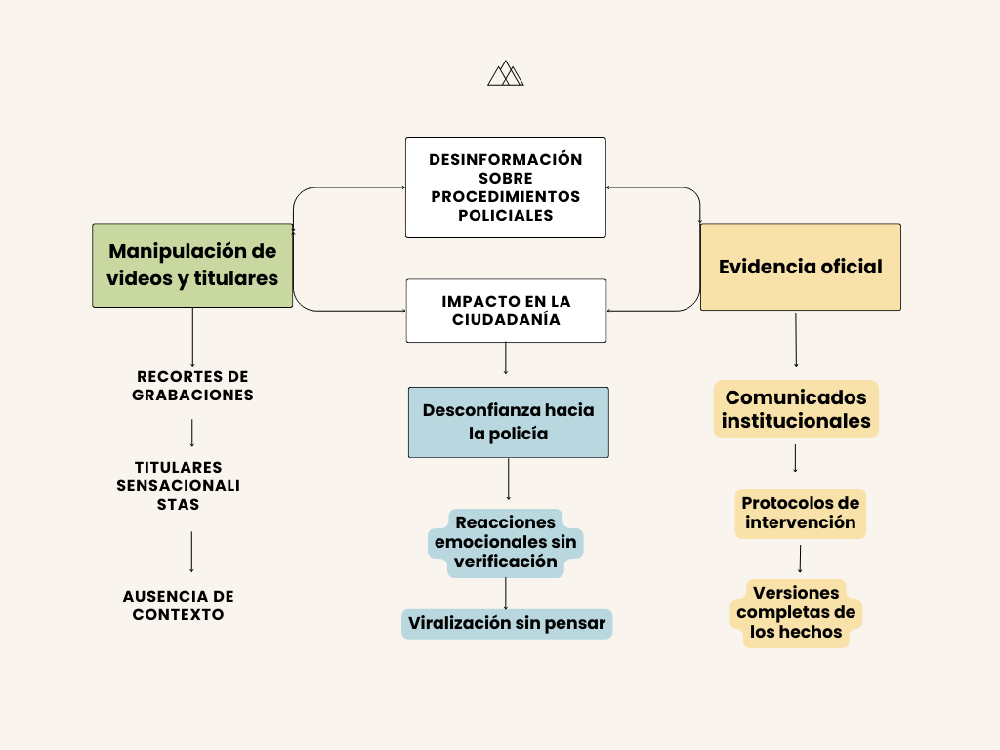 DESINFORMACIÓN
SOBRE
PROCEDIMIENTOS
POLICIALES
Manipulación de
videos y titulares
Evidencia oficial
IMPACTO EN LA
CIUDADANÍA
RECORTES DE
GRABACIONES
TITULARES
SENSACIONALI
STAS
AUSENCIA DE
CONTEXTO
Desconfianza hacia
la policía
Reacciones
emocionales sin
verificación
Viralización sin pensar
Comunicados
institucionales
Protocolos de
intervención
Versiones
completas de
los hechos